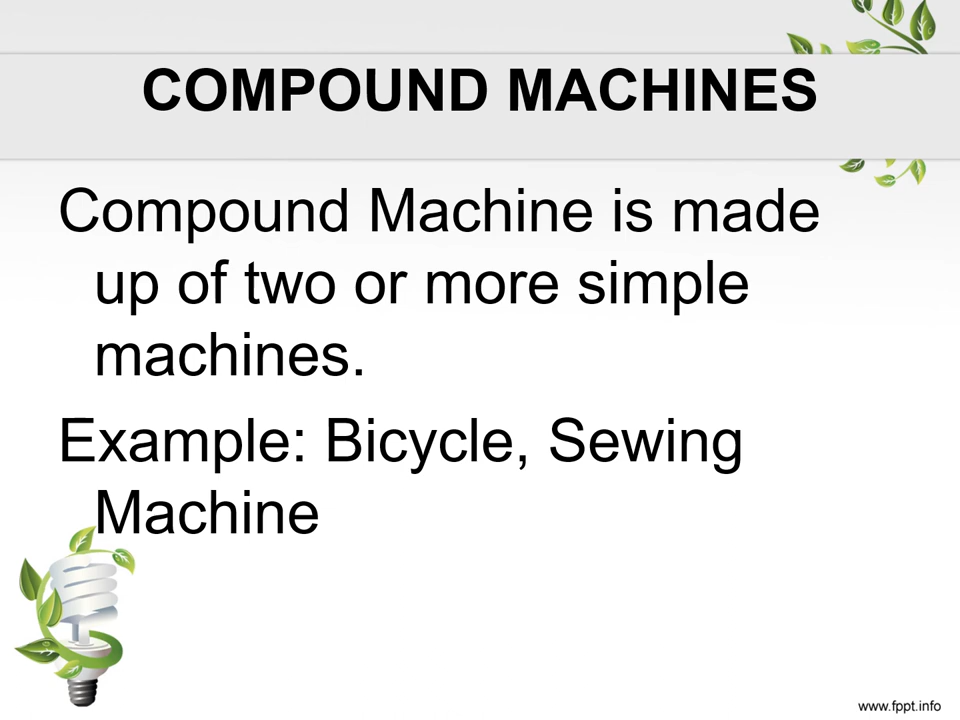 COMPOUND MACHINES
Compound Machine is made
up of two or more simple
machines.
Example: Bicycle, Sewing
Machine
www.fppt.info